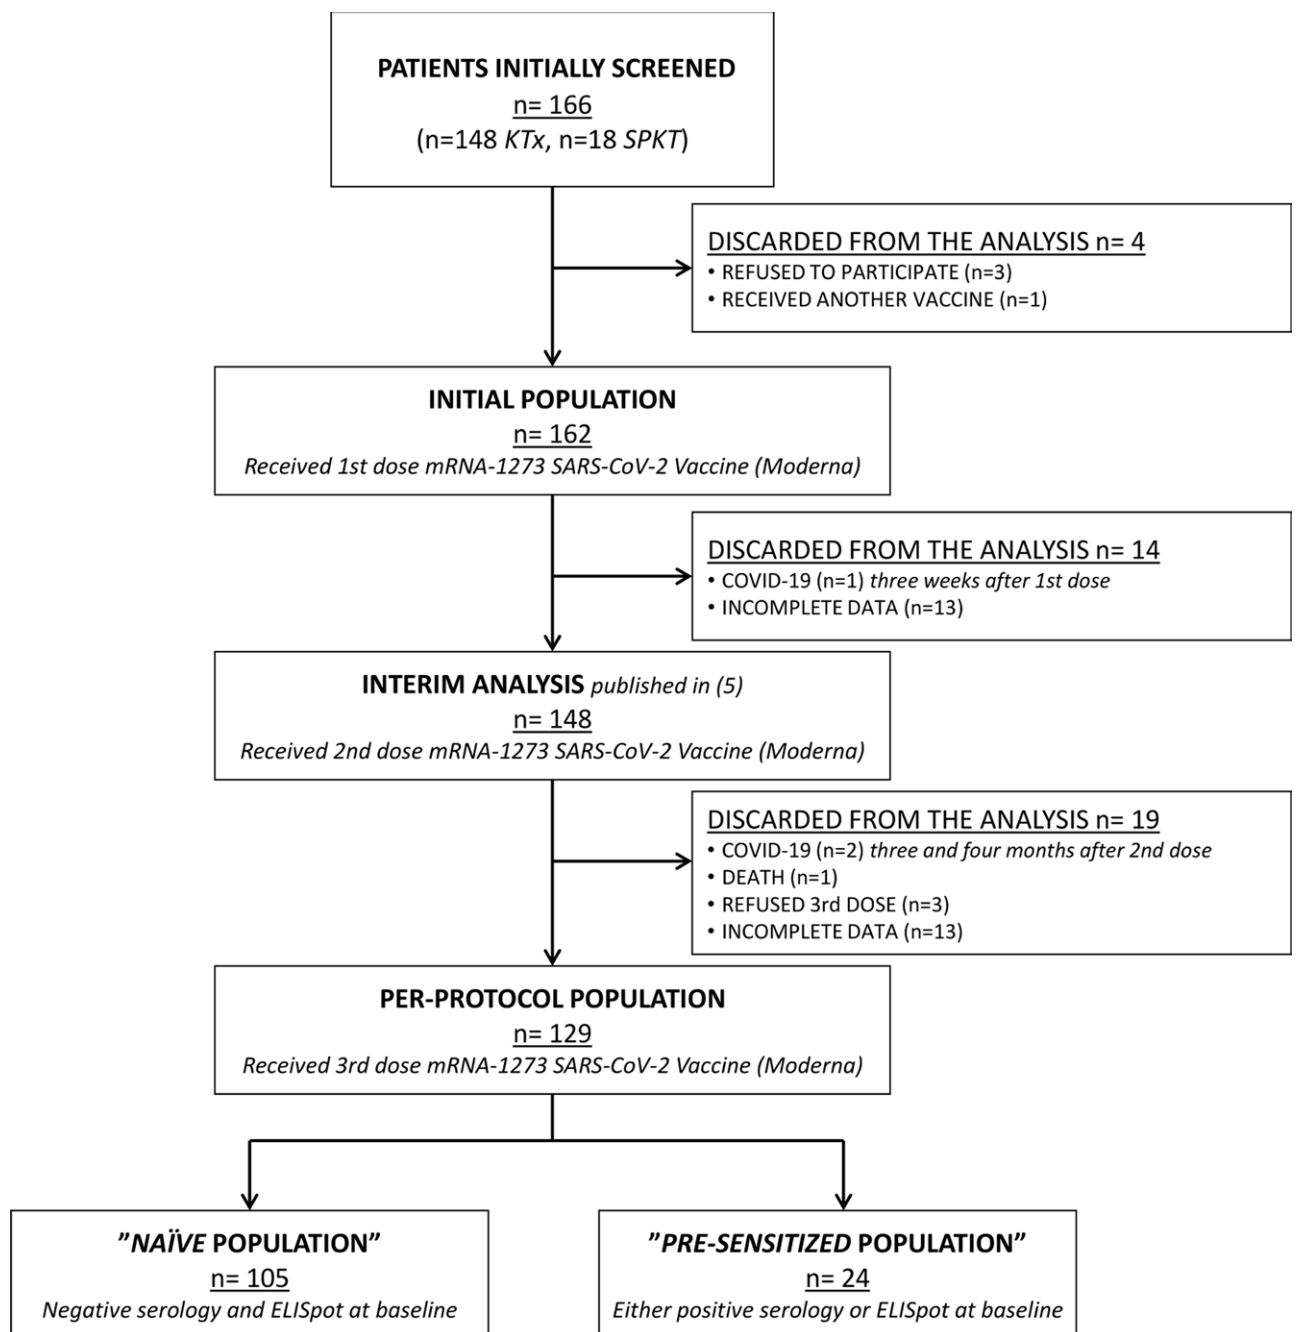 PATIENTS INITIALLY SCREENED
n= 166
(n=148 KTx, n=18 SPKT)
DISCARDED FROM THE ANALYSIS n= 4
• REFUSED TO PARTICIPATE (n=3)
• RECEIVED ANOTHER VACCINE (n=1)
INITIAL POPULATION
n= 162
Received 1st dose mRNA-1273 SARS-CoV-2 Vaccine (Moderna)
DISCARDED FROM THE ANALYSIS n= 14
• COVID-19 (n=1) three weeks after 1st dose
• INCOMPLETE DATA (n=13)
INTERIM ANALYSIS published in (5)
n= 148
Received 2nd dose mRNA-1273 SARS-CoV-2 Vaccine (Moderna)
DISCARDED FROM THE ANALYSIS n= 19
• COVID-19 (n=2) three and four months after 2nd dose
• DEATH (n=1)
• REFUSED 3rd DOSE (n=3)
• INCOMPLETE DATA (n=13)
PER-PROTOCOL POPULATION
n= 129
Received 3rd dose mRNA-1273 SARS-CoV-2 Vaccine (Moderna)
”NAÏVE POPULATION”
n= 105
Negative serology and ELISpot at baseline
”PRE-SENSITIZED POPULATION”
n= 24
Either positive serology or ELISpot at baseline